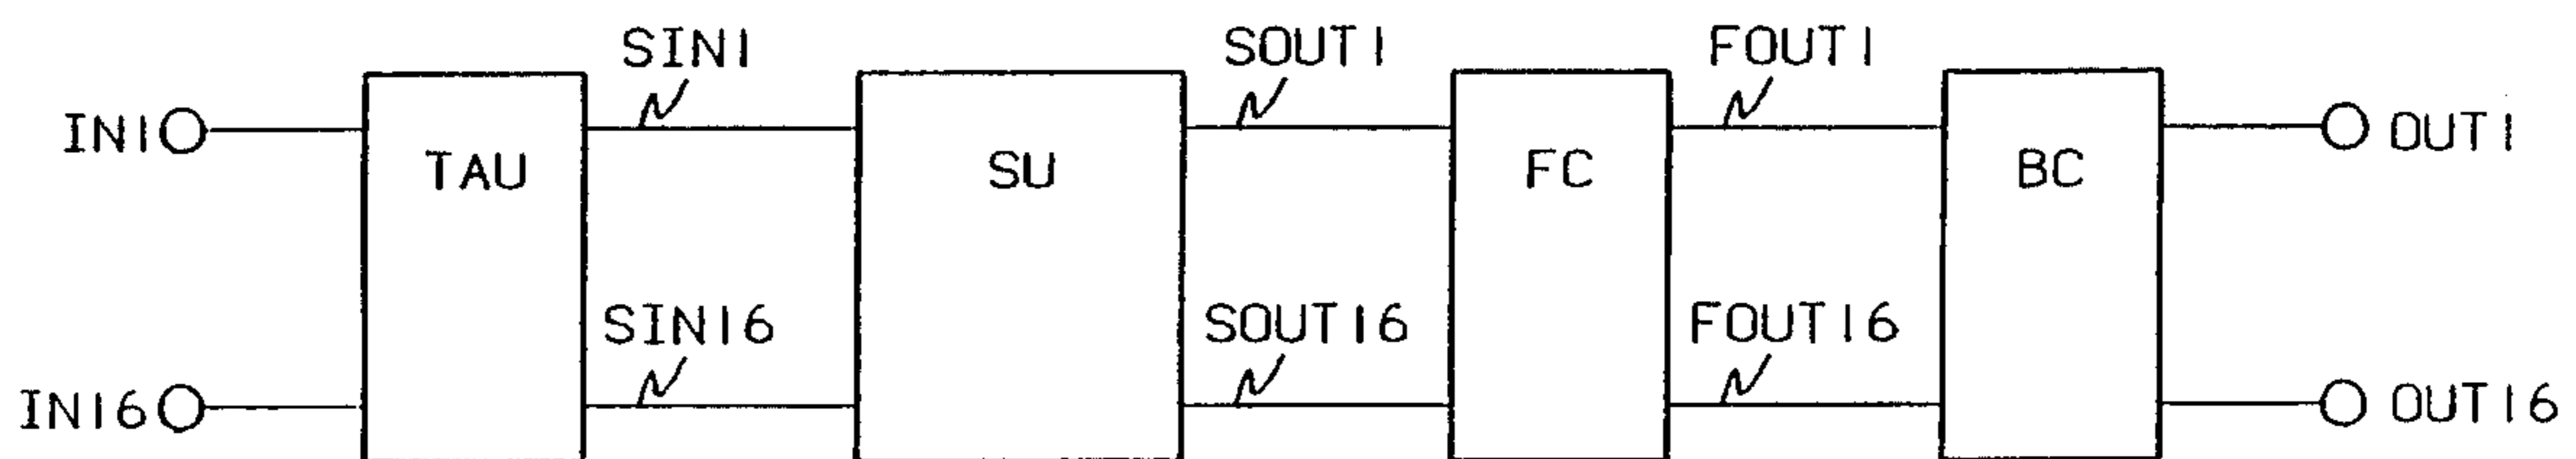 SIN1 SOUT1 FOUT1
IN1 TAU SU FC BC OUT1
SIN16 SOUT16 FOUT16
IN16 OUT16